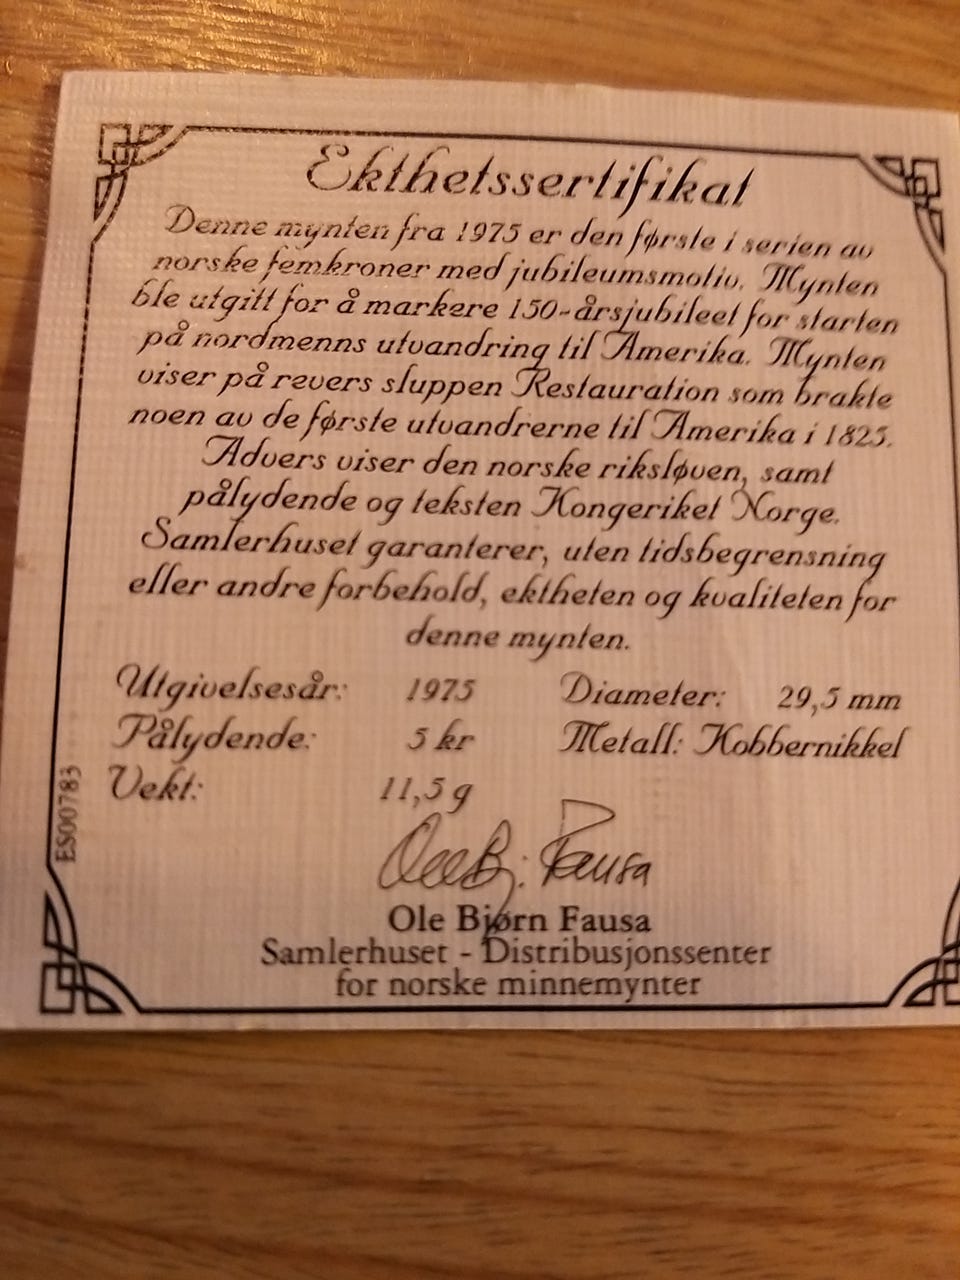 Ekthetssertifikat
Denne mynten fra 1975 er den første i serien av
norske femkroner med jubileumsmotiv. Mynten
ble utgitt for å markere 150-årsjubileet for starten
på nordmenns utvandring til Amerika. Mynten
viser på revers sluppen Restauration som brakte
noen av de første utvandrerne til Amerika i 1825.
Advers viser den norske riksløven, samt
pålydende og teksten Kongeriket Norge.
Samlerhuset garanterer, uten tidsbegrensning
eller andre forbehold, ektheten og kvaliteten for
denne mynten.
Utgivelsesår: 1975 Diameter: 29,5 mm
Pålydende: 5 kr Metall: Kobbernikkel
Vekt: 11,5 g
ES00783
Ole Bj. Fausa
Ole Bjørn Fausa
Samlerhuset - Distribusjonssenter
for norske minnemynter